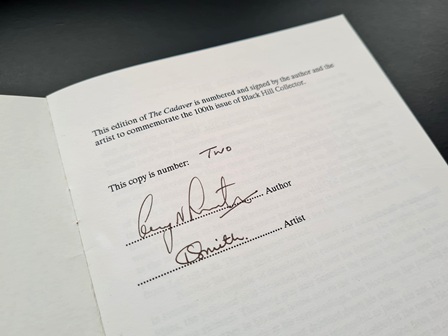 This edition of The Cadaver is numbered and signed by the author and the
artist to commemorate the 100th issue of Black Hill Collector.
This copy is number: Two
Author
DSmith. Artist